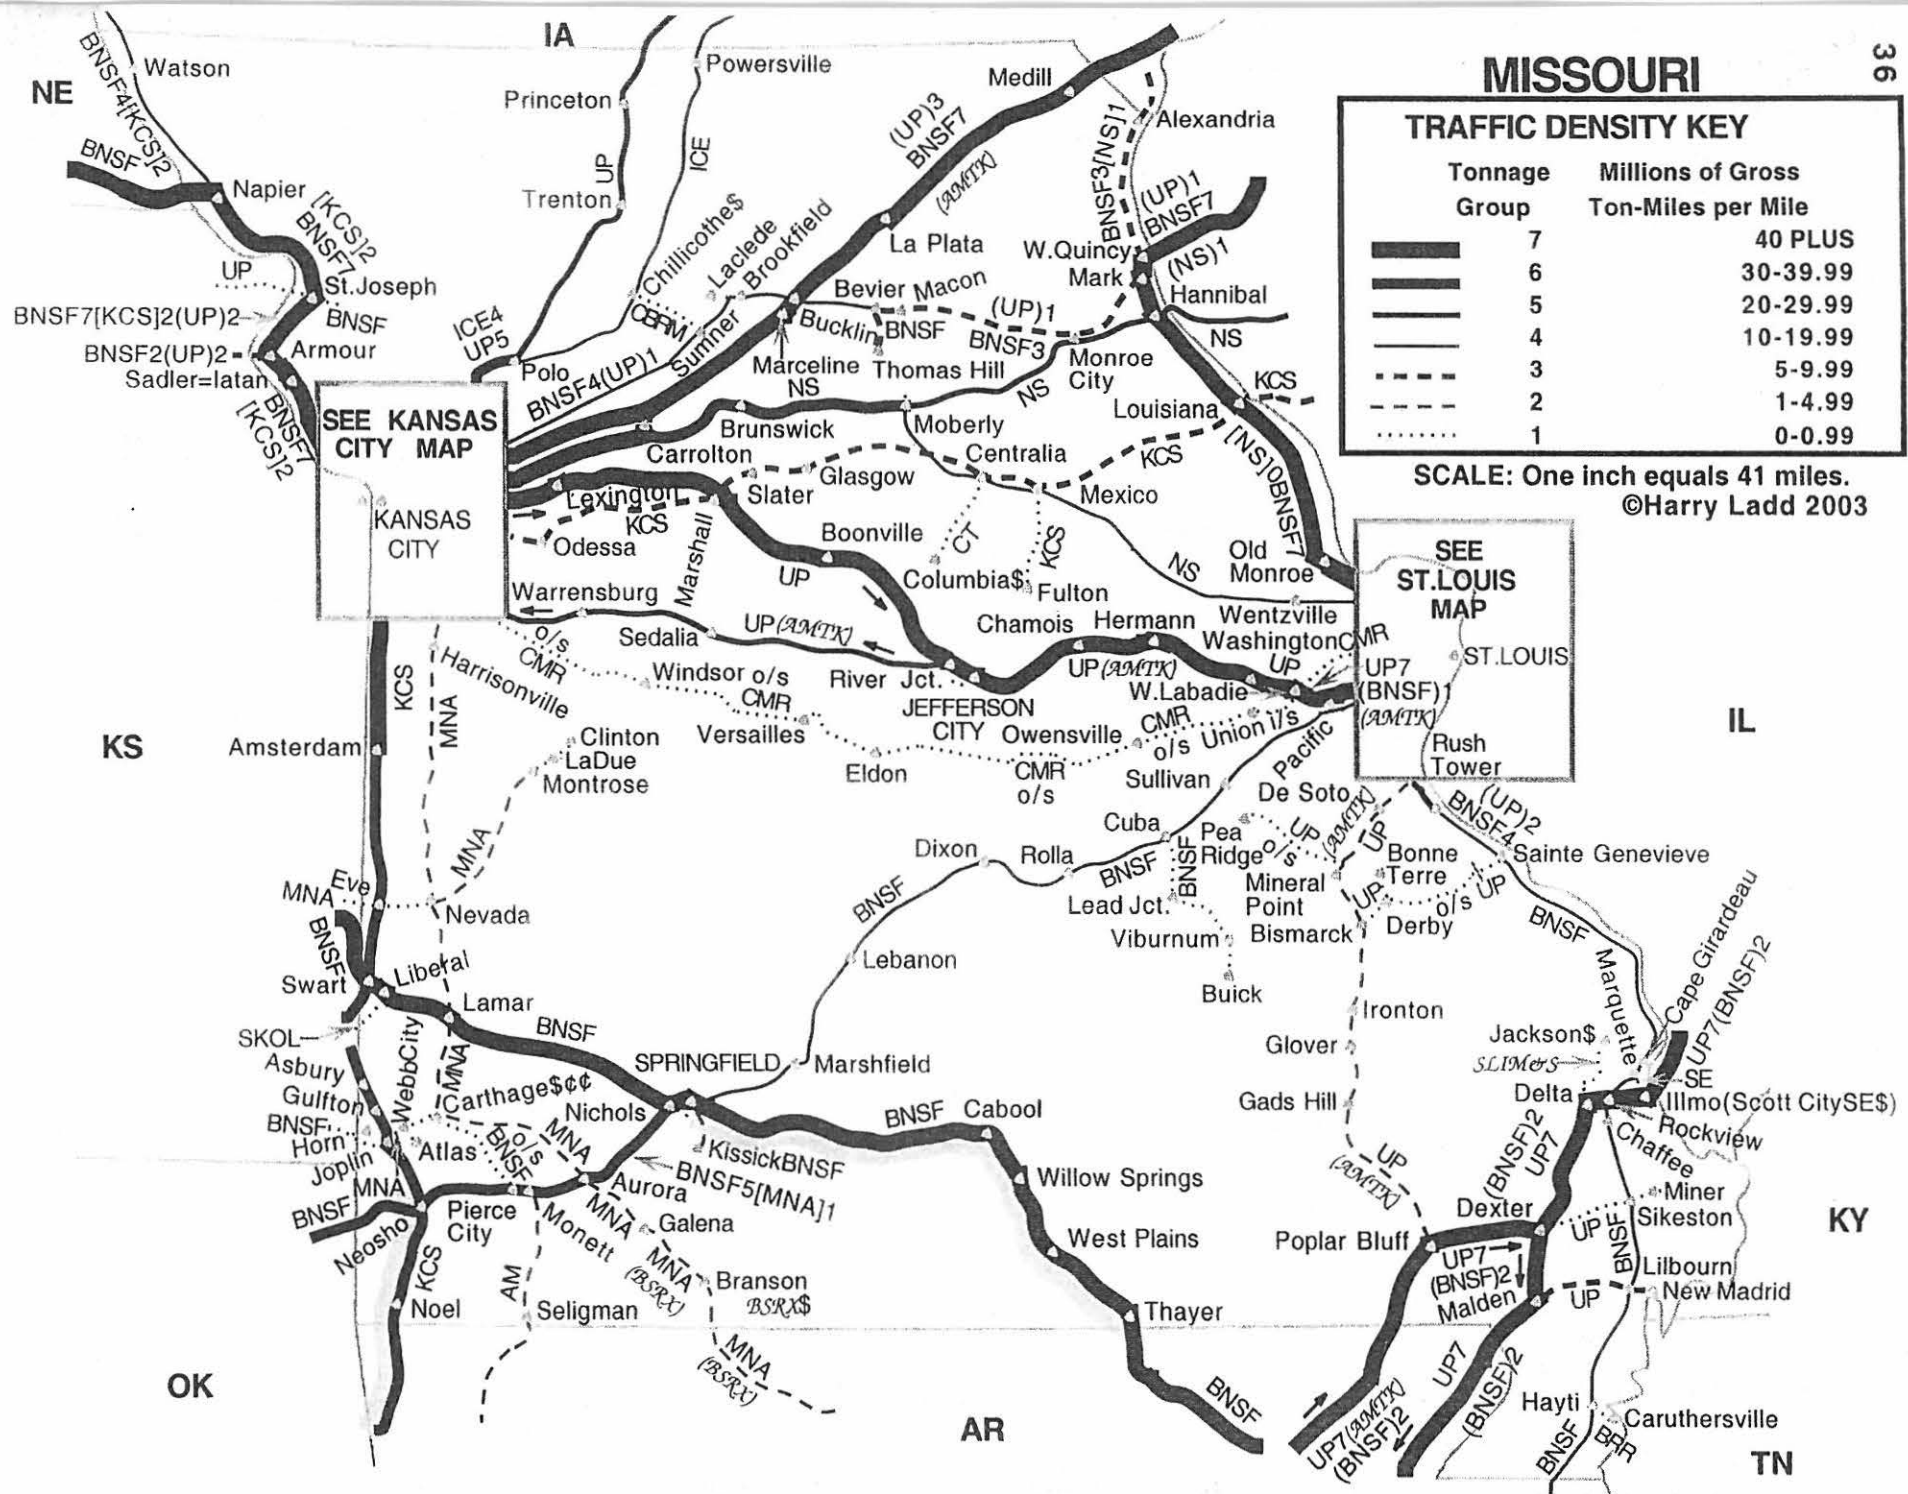 IA
36
MISSOURI
TRAFFIC DENSITY KEY
Tonnage Millions of Gross
Group Ton-Miles per Mile
7 40 PLUS
6 30-39.99
5 20-29.99
4 10-19.99
3 5-9.99
2 1-4.99
1 0-0.99
SCALE: One inch equals 41 miles.
©Harry Ladd 2003
NE
Watson
BNSF4[KCS]2
BNSF
Napier
[KCS]2
BNSF7
UP
St.Joseph
BNSF7[KCS]2(UP)2
BNSF
BNSF2(UP)2
Armour
Sadler=Iatan
BNSF7
[KCS]2
Princeton
Powersville
UP
ICE
Trenton
Chillicothe$
Laclede
Brookfield
CBRM
Sumner
ICE4
UP5
Polo
BNSF4(UP)1
Medill
(UP)3
BNSF7
(AMTK)
La Plata
Alexandria
BNSF3[NS]1
(UP)1
BNSF7
W.Quincy
(NS)1
Mark
Hannibal
NS
Bevier
Macon
(UP)1
Bucklin
BNSF
BNSF3
Monroe
City
Marceline
Thomas Hill
NS
NS
KCS
Louisiana
SEE KANSAS
CITY MAP
KANSAS
CITY
Brunswick
Moberly
Carrolton
Centralia
KCS
[NS]0BNSF7
Glasgow
Lexington
Slater
Mexico
KCS
Odessa
Marshall
Boonville
CT
KCS
Old
Monroe
UP
Columbia$
Fulton
NS
SEE
ST.LOUIS
MAP
ST.LOUIS
Warrensburg
Wentzville
Sedalia
UP(AMTK)
Chamois
Hermann
Washington
CMR
o/s
CMR
UP
UP7
(BNSF)1
(AMTK)
Harrisonville
Windsor o/s
CMR
River Jct.
UP(AMTK)
W.Labadie
JEFFERSON
CITY
KCS
MNA
Versailles
Owensville
CMR
o/s
Union i/s
Pacific
Rush
Tower
KS
IL
Amsterdam
Clinton
LaDue
Montrose
Eldon
CMR
o/s
Sullivan
De Soto
(AMTK)
UP
(UP)2
BNSF4
MNA
Cuba
Pea
Ridge
o/s
UP
Dixon
Rolla
BNSF
BNSF
Bonne
Terre
Sainte Genevieve
Eve
MNA
Mineral
Point
UP
o/s
UP
BNSF
Nevada
BNSF
Lead Jct.
Bismarck
Derby
BNSF
Viburnum
Cape Girardeau
Swart
Liberal
Lebanon
Marquette
UP7(BNSF)2
Buick
Lamar
BNSF
Ironton
SKOL
Jackson$
SLIM&S
SE
Asbury
WebbCity
MNA
SPRINGFIELD
Marshfield
Glover
Gulfton
Carthage$¢¢
Nichols
BNSF
Cabool
Gads Hill
Delta
Illmo(Scott CitySE$)
BNSF
Horn
Joplin
Atlas
o/s
BNSF
MNA
KissickBNSF
Rockview
Chaffee
(BNSF)2
UP7
MNA
Aurora
BNSF5[MNA]1
Willow Springs
UP
(AMTK)
Miner
BNSF
Neosho
Pierce
City
Monett
MNA
Galena
Dexter
UP
Sikeston
KY
KCS
West Plains
Poplar Bluff
UP7
(BNSF)2
BNSF
Lilbourn
AM
MNA
(BSRX)
Branson
BSRX$
Malden
UP
New Madrid
Noel
Seligman
Thayer
MNA
(BSRX)
UP7
(BNSF)2
OK
BNSF
UP7(AMTK)
(BNSF)2
Hayti
Caruthersville
AR
BNSF
BRR
TN